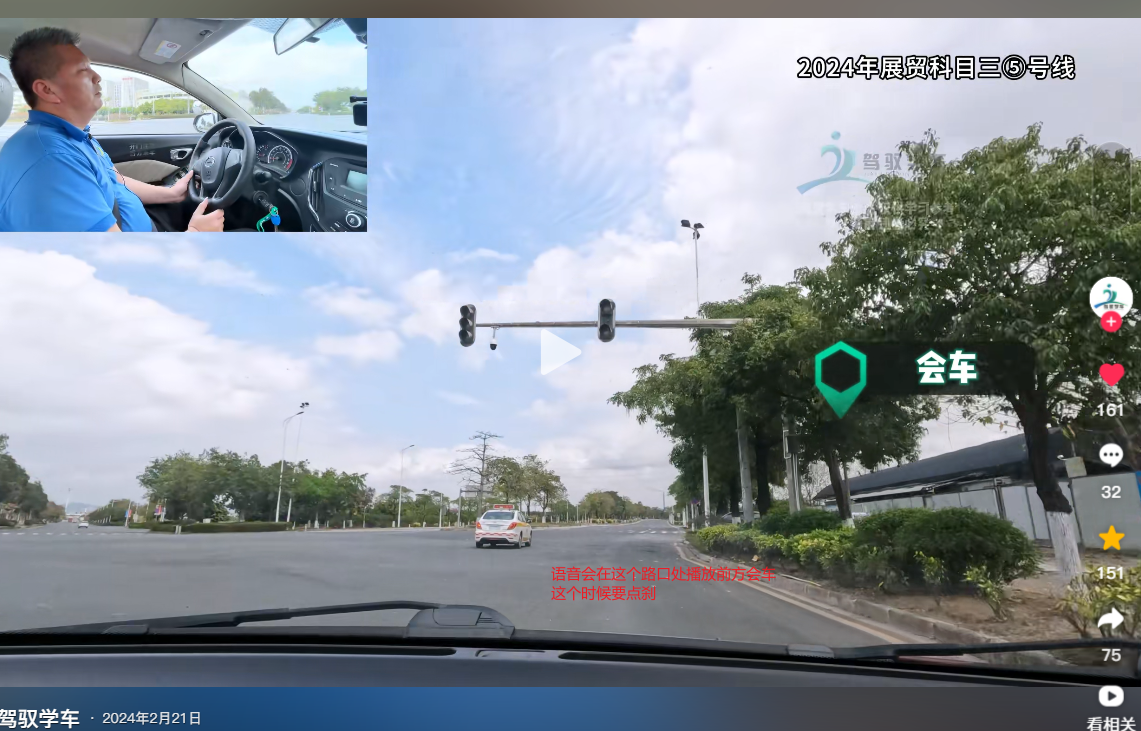 2024年展贸科目三⑤号线
驾驭
会车
161
32
语音会在这个路口处播放前方会车
这个时候要点刹
151
75
驾驭学车 · 2024年2月21日
看相关